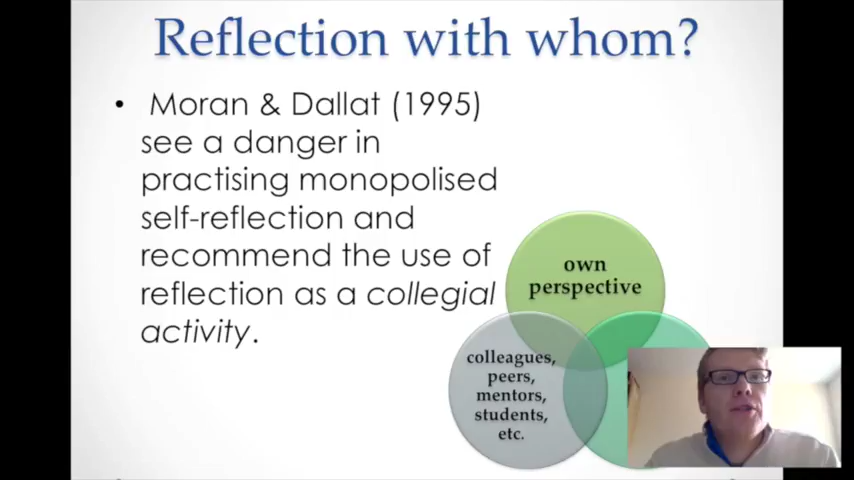 Reflection with whom?
• Moran & Dallat (1995)
see a danger in
practising monopolised
self-reflection and
recommend the use of
reflection as a collegial
activity.
own
perspective
colleagues,
peers,
mentors,
students,
etc.